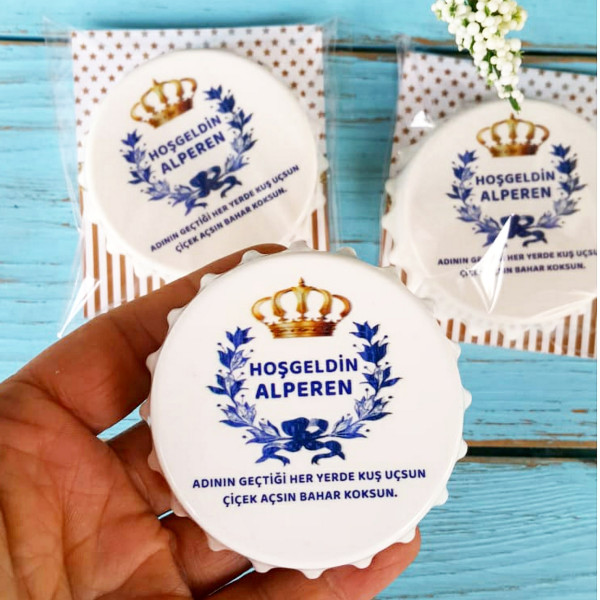 HOŞGELDİN
ALPEREN
ADININ GEÇTİĞİ HER YERDE KUŞ UÇSUN
ÇİÇEK AÇSIN BAHAR KOKSUN.
HOŞGELDİN
ALPEREN
ADININ GEÇTİĞİ HER YERDE KUŞ UÇSUN
ÇİÇEK AÇSIN BAHAR KOKSUN.
HOŞGELDİN
ALPEREN
ADININ GEÇTİĞİ HER YERDE KUŞ UÇSUN
ÇİÇEK AÇSIN BAHAR KOKSUN.